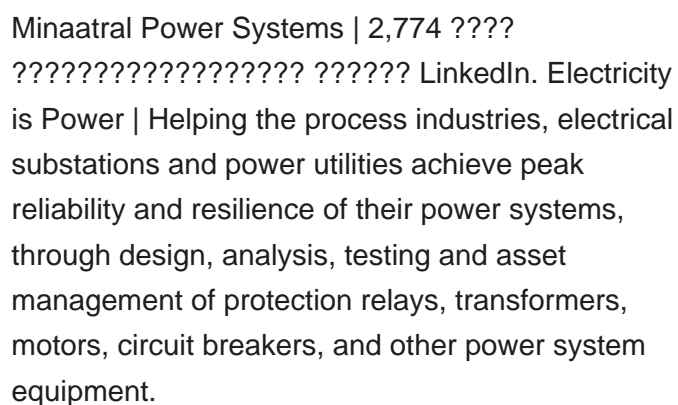 Minaatral Power Systems | 2,774 ????
?????????????????? ?????? LinkedIn. Electricity
is Power | Helping the process industries, electrical
substations and power utilities achieve peak
reliability and resilience of their power systems,
through design, analysis, testing and asset
management of protection relays, transformers,
motors, circuit breakers, and other power system
equipment.